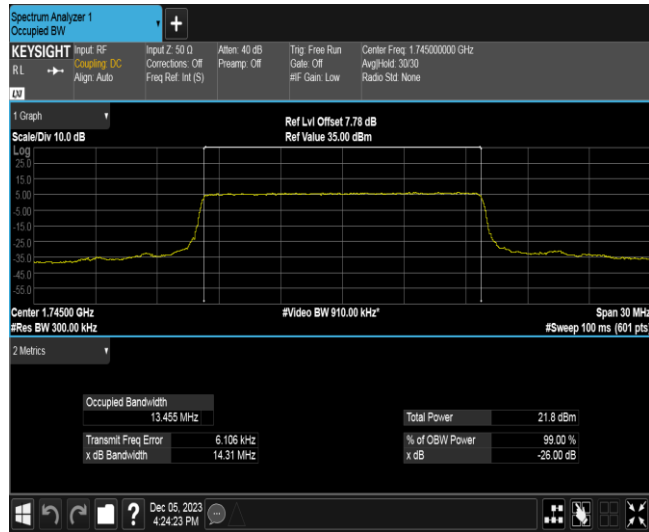 Spectrum Analyzer 1
Occupied BW
KEYSIGHT
RL
LXI
Input: RF
Coupling: DC
Align: Auto
Input Z: 50 Ω
Corrections: Off
Freq Ref: Int (S)
Atten: 40 dB
Preamp: Off
Trig: Free Run
Gate: Off
#IF Gain: Low
Center Freq: 1.745000000 GHz
Avg|Hold: 30/30
Radio Std: None
1 Graph
Scale/Div 10.0 dB
Ref Lvl Offset 7.78 dB
Ref Value 35.00 dBm
Log
25.0
15.0
5.00
-5.00
-15.0
-25.0
-35.0
-45.0
-55.0
Center 1.74500 GHz
#Video BW 910.00 kHz*
Span 30 MHz
#Res BW 300.00 kHz
#Sweep 100 ms (601 pts)
2 Metrics
Occupied Bandwidth
13.455 MHz
Total Power 21.8 dBm
Transmit Freq Error 6.106 kHz
% of OBW Power 99.00 %
x dB Bandwidth 14.31 MHz
x dB -26.00 dB
?
Dec 05, 2023
4:24:23 PM